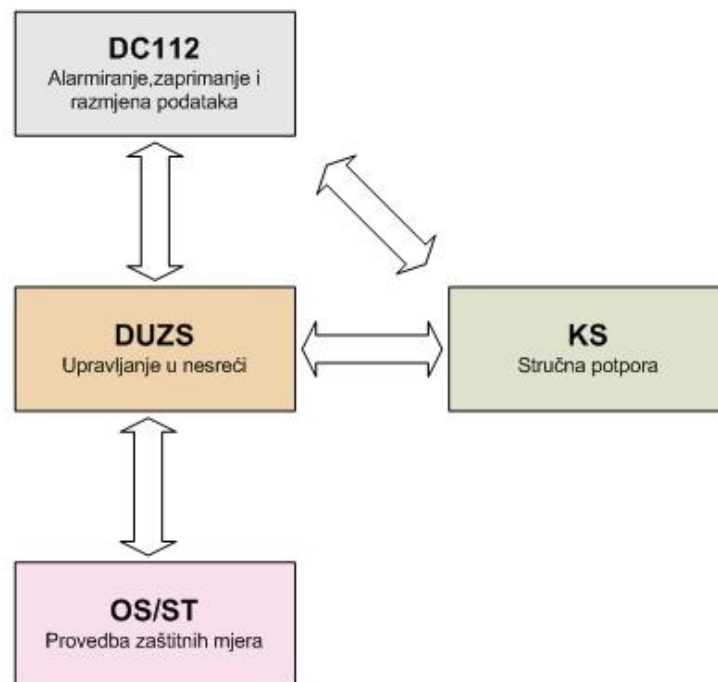 DC112
Alarmiranje,zaprimanje i
razmjena podataka
DUZS
Upravljanje u nesreći
KS
Stručna potpora
OS/ST
Provedba zaštitnih mjera